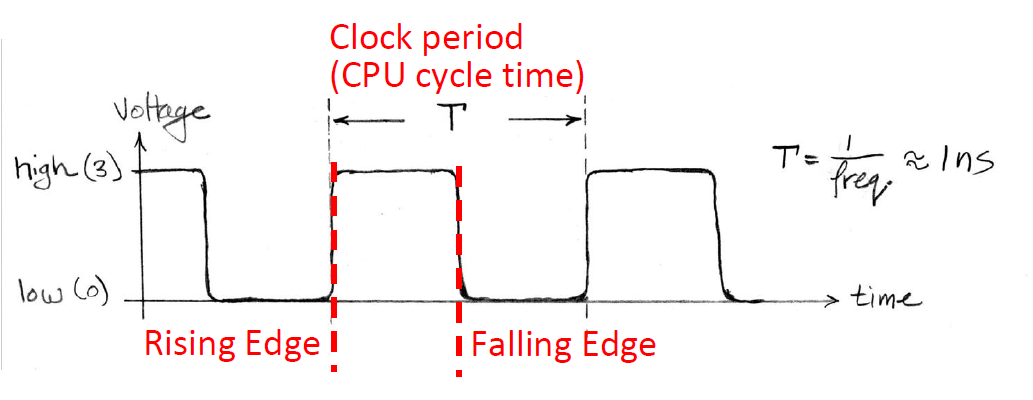 Clock period
(CPU cycle time)
Voltage
T
high (3)
T = 1/freq. ≈ 1ns
low (0)
time
Rising Edge
Falling Edge